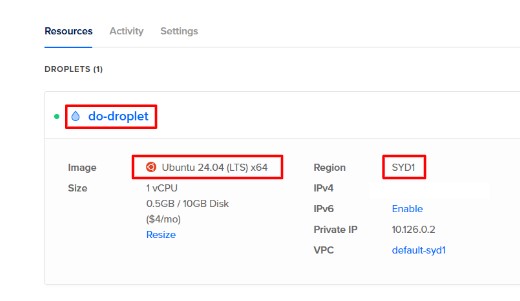 Resources Activity Settings
DROPLETS (1)
do-droplet
Image Ubuntu 24.04 (LTS) x64
Size 1 vCPU
0.5GB / 10GB Disk
($4/mo)
Resize
Region SYD1
IPv4
IPv6 Enable
Private IP 10.126.0.2
VPC default-syd1